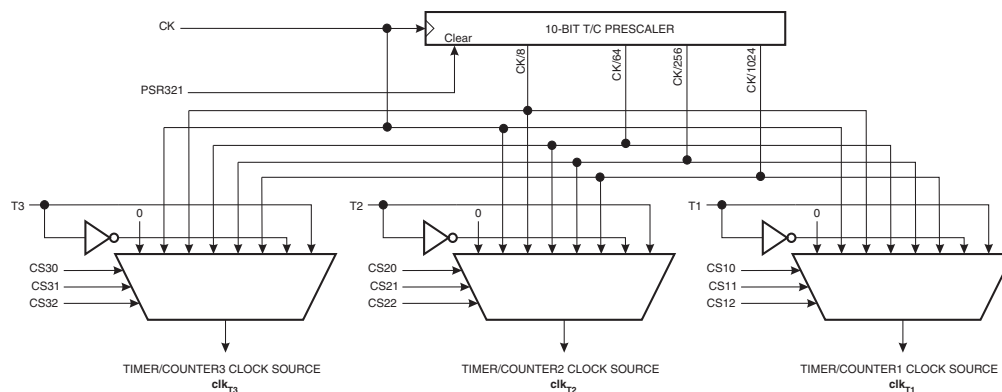 CK
10-BIT T/C PRESCALER
Clear
CK/8
CK/64
CK/256
CK/1024
PSR321
T3
0
T2
0
T1
0
CS30
CS31
CS32
CS20
CS21
CS22
CS10
CS11
CS12
TIMER/COUNTER3 CLOCK SOURCE
clkT3
TIMER/COUNTER2 CLOCK SOURCE
clkT2
TIMER/COUNTER1 CLOCK SOURCE
clkT1